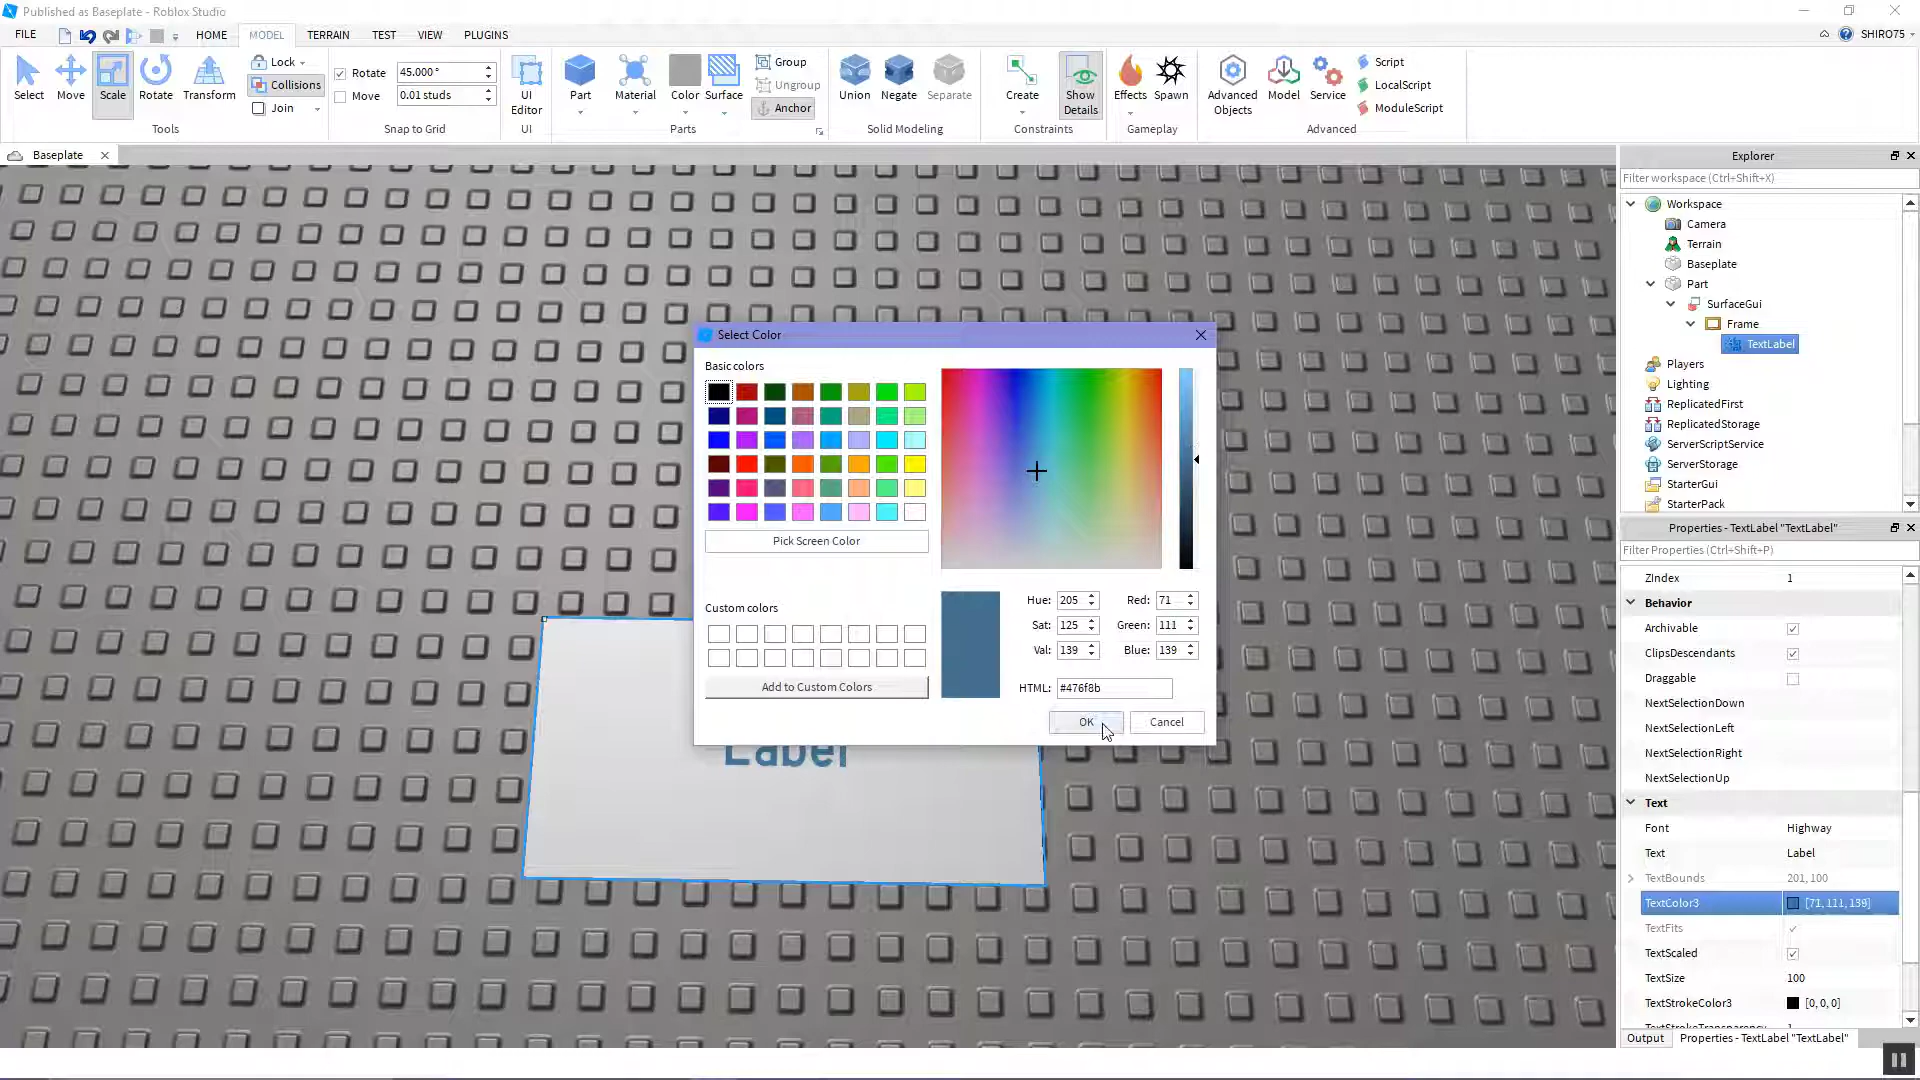 Published as Baseplate - Roblox Studio
FILE HOME MODEL TERRAIN TEST VIEW PLUGINS SHIRO75
Select Move Scale Rotate Transform
Lock
Collisions
Join
Tools
Rotate 45.000°
Move 0.01 studs
Snap to Grid
UI Editor
UI
Part Material Color Surface
Group
Ungroup
Anchor
Parts
Union Negate Separate
Solid Modeling
Create Show Details
Constraints
Effects Spawn
Gameplay
Advanced Objects Model Service
Script
LocalScript
ModuleScript
Advanced
Baseplate
Select Color
Basic colors
Pick Screen Color
Custom colors
Add to Custom Colors
Hue: 205 Red: 71
Sat: 125 Green: 111
Val: 139 Blue: 139
HTML: #476f8b
OK Cancel
Label
Explorer
Filter workspace (Ctrl+Shift+X)
Workspace
Camera
Terrain
Baseplate
Part
SurfaceGui
Frame
TextLabel
Players
Lighting
ReplicatedFirst
ReplicatedStorage
ServerScriptService
ServerStorage
StarterGui
StarterPack
Properties - TextLabel "TextLabel"
Filter Properties (Ctrl+Shift+P)
ZIndex 1
Behavior
Archivable
ClipsDescendants
Draggable
NextSelectionDown
NextSelectionLeft
NextSelectionRight
NextSelectionUp
Text
Font Highway
Text Label
TextBounds 201, 100
TextColor3 [71, 111, 139]
TextFits
TextScaled
TextSize 100
TextStrokeColor3 [0, 0, 0]
TextStrokeTransparency 1
Output Properties - TextLabel "TextLabel"